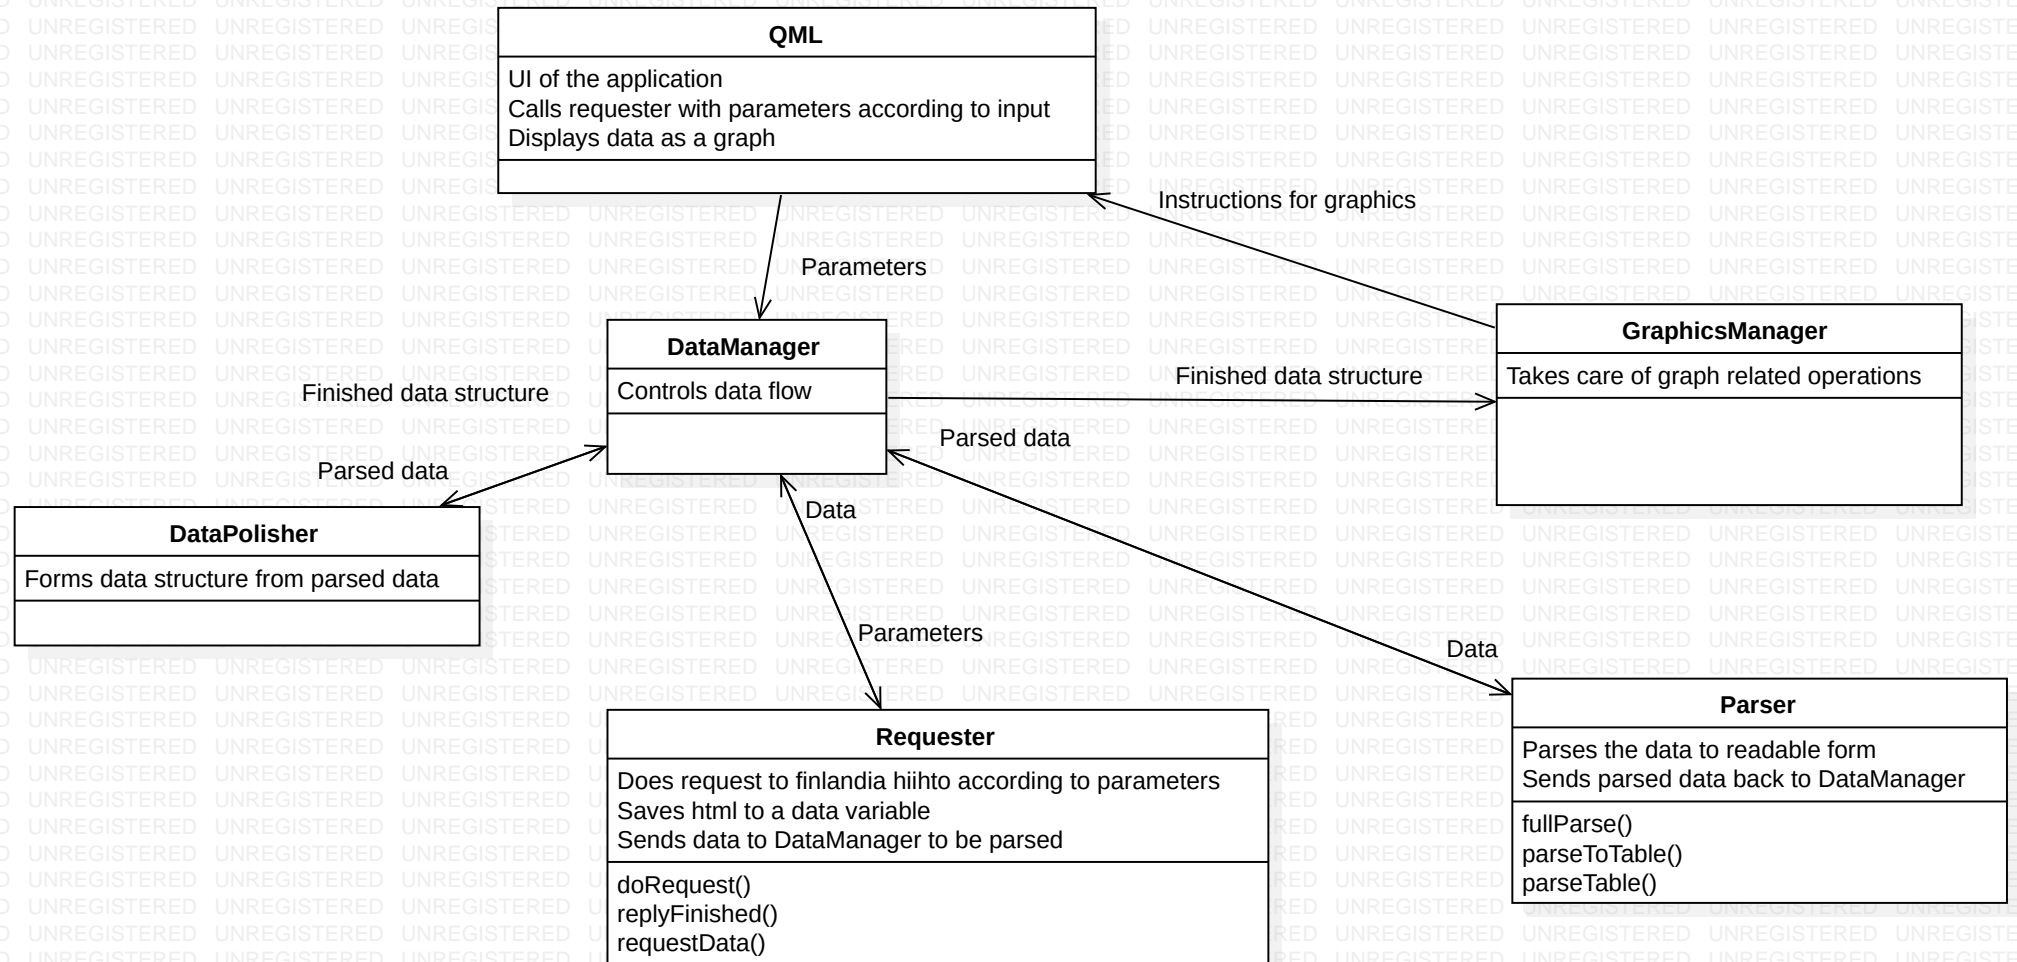 QML
UI of the application
Calls requester with parameters according to input
Displays data as a graph
Instructions for graphics
Parameters
DataManager
Controls data flow
GraphicsManager
Takes care of graph related operations
Finished data structure
Finished data structure
Parsed data
Parsed data
DataPolisher
Forms data structure from parsed data
Data
Parameters
Data
Requester
Does request to finlandia hiihto according to parameters
Saves html to a data variable
Sends data to DataManager to be parsed
doRequest()
replyFinished()
requestData()
Parser
Parses the data to readable form
Sends parsed data back to DataManager
fullParse()
parseToTable()
parseTable()
UNREGISTERED